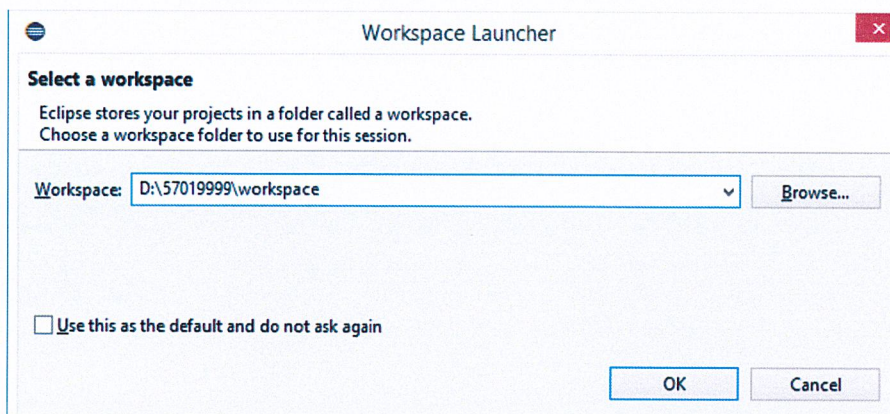 Workspace Launcher
Select a workspace
Eclipse stores your projects in a folder called a workspace.
Choose a workspace folder to use for this session.
Workspace: D:\57019999\workspace Browse...
Use this as the default and do not ask again
OK Cancel